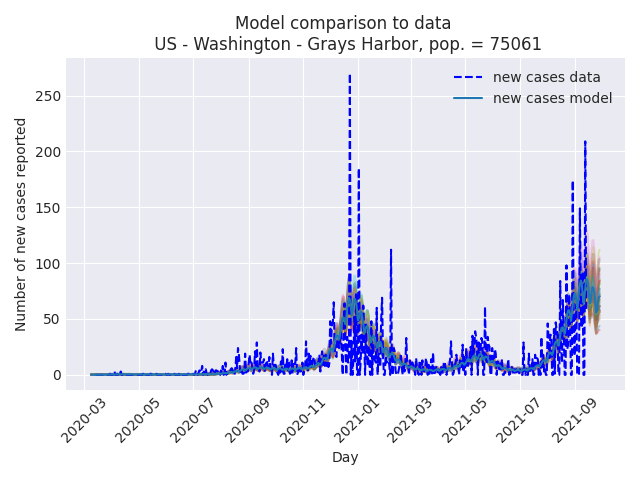 Model comparison to data
US - Washington - Grays Harbor, pop. = 75061
new cases data
new cases model
Number of new cases reported
250
200
150
100
50
0
2020-03
2020-05
2020-07
2020-09
2020-11
2021-01
2021-03
2021-05
2021-07
2021-09
Day